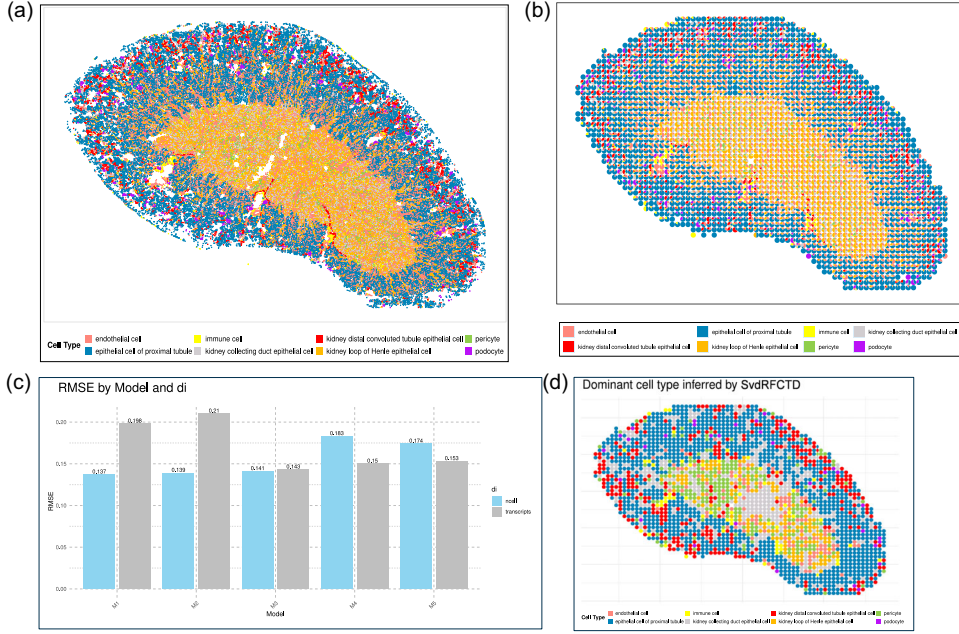 (a)
Cell Type
endothelial cell
immune cell
kidney distal convoluted tubule epithelial cell
pericyte
epithelial cell of proximal tubule
kidney collecting duct epithelial cell
kidney loop of Henle epithelial cell
podocyte
(b)
endothelial cell
epithelial cell of proximal tubule
immune cell
kidney collecting duct epithelial cell
kidney distal convoluted tubule epithelial cell
kidney loop of Henle epithelial cell
pericyte
podocyte
(c)
RMSE by Model and di
RMSE
0.20
0.15
0.10
0.05
0.00
0.137
0.198
0.139
0.21
0.141
0.143
0.183
0.15
0.174
0.153
M1
M2
M3
M4
M5
Model
di
ncell
transcripts
(d)
Dominant cell type inferred by SvdRFCTD
Cell Type
endothelial cell
immune cell
kidney distal convoluted tubule epithelial cell
pericyte
epithelial cell of proximal tubule
kidney collecting duct epithelial cell
kidney loop of Henle epithelial cell
podocyte